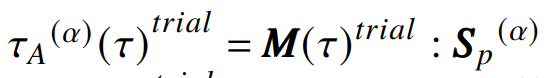 τ_A^{(α)}(τ)^{trial} = M(τ)^{trial} : S_p^{(α)}